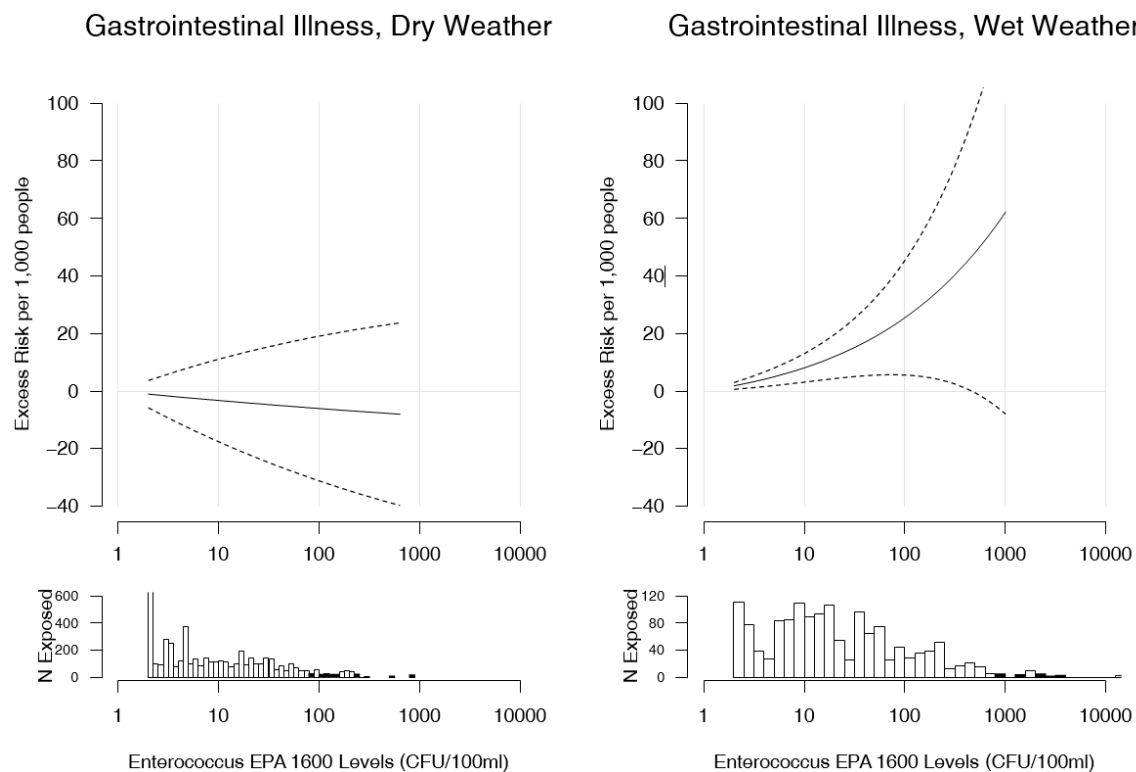 Gastrointestinal Illness, Dry Weather
Excess Risk per 1,000 people
100
80
60
40
20
0
−20
−40
1 10 100 1000 10000
N Exposed
600
400
200
0
1 10 100 1000 10000
Enterococcus EPA 1600 Levels (CFU/100ml)
Gastrointestinal Illness, Wet Weather
Excess Risk per 1,000 people
100
80
60
40
20
0
−20
−40
1 10 100 1000 10000
N Exposed
120
80
40
0
1 10 100 1000 10000
Enterococcus EPA 1600 Levels (CFU/100ml)